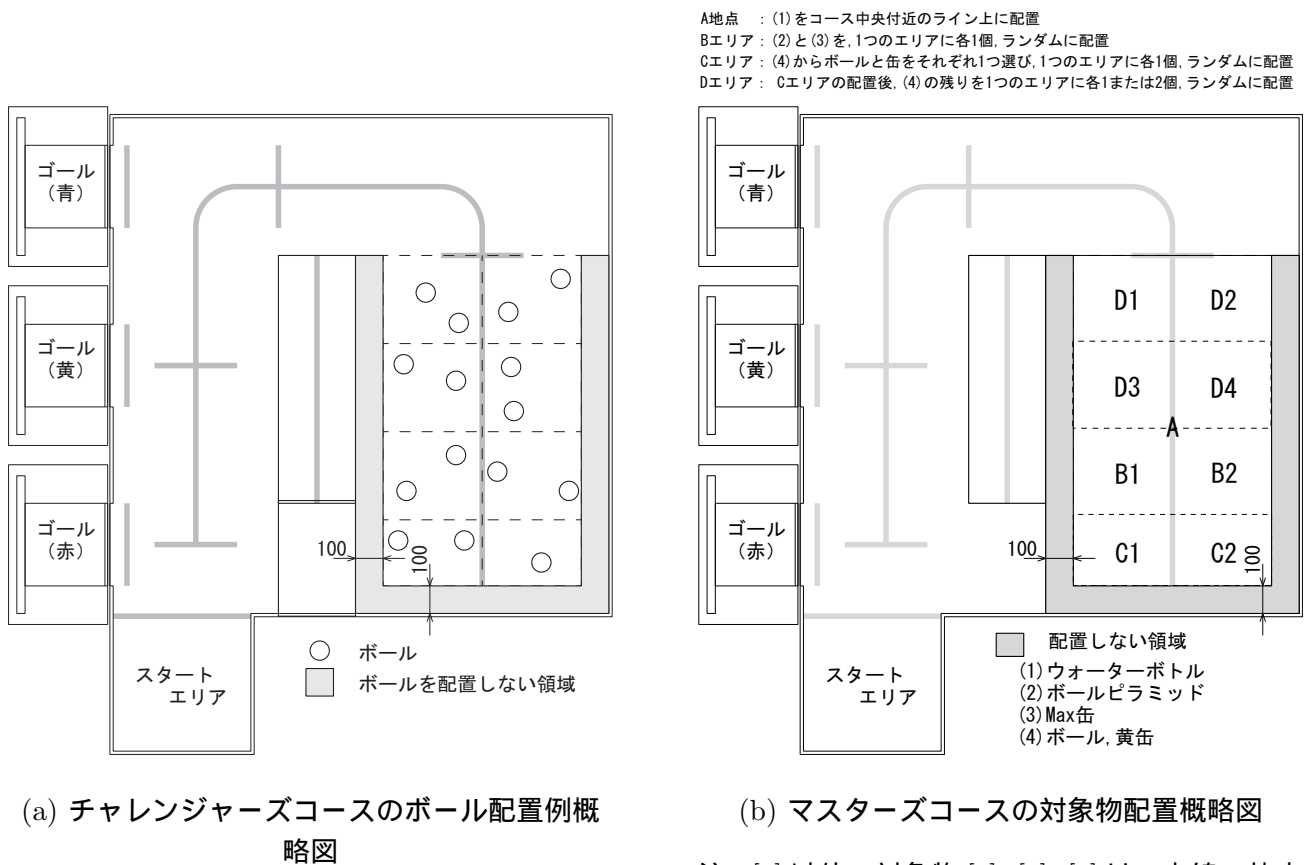 A地点 : (1)をコース中央付近のライン上に配置
Bエリア : (2)と(3)を, 1つのエリアに各1個, ランダムに配置
Cエリア : (4)からボールと缶をそれぞれ1つ選び, 1つのエリアに各1個, ランダムに配置
Dエリア : Cエリアの配置後, (4)の残りを1つのエリアに各1または2個, ランダムに配置
ゴール
(青)
ゴール
(黄)
ゴール
(赤)
100
100
スタート
エリア
ボール
ボールを配置しない領域
(a) チャレンジャーズコースのボール配置例概
略図
ゴール
(青)
ゴール
(黄)
ゴール
(赤)
D1 D2
D3 D4
A
B1 B2
C1 C2
100
100
スタート
エリア
配置しない領域
(1)ウォーターボトル
(2)ボールピラミッド
(3)Max缶
(4)ボール, 黄缶
(b) マスターズコースの対象物配置概略図